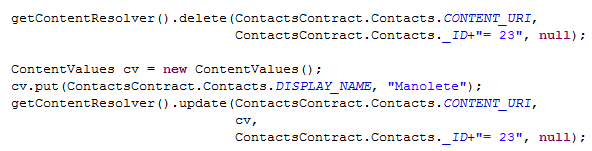 getContentResolver().delete(ContactsContract.Contacts.CONTENT_URI,
ContactsContract.Contacts._ID+"= 23", null);
ContentValues cv = new ContentValues();
cv.put(ContactsContract.Contacts.DISPLAY_NAME, "Manolete");
getContentResolver().update(ContactsContract.Contacts.CONTENT_URI,
cv,
ContactsContract.Contacts._ID+"= 23", null);